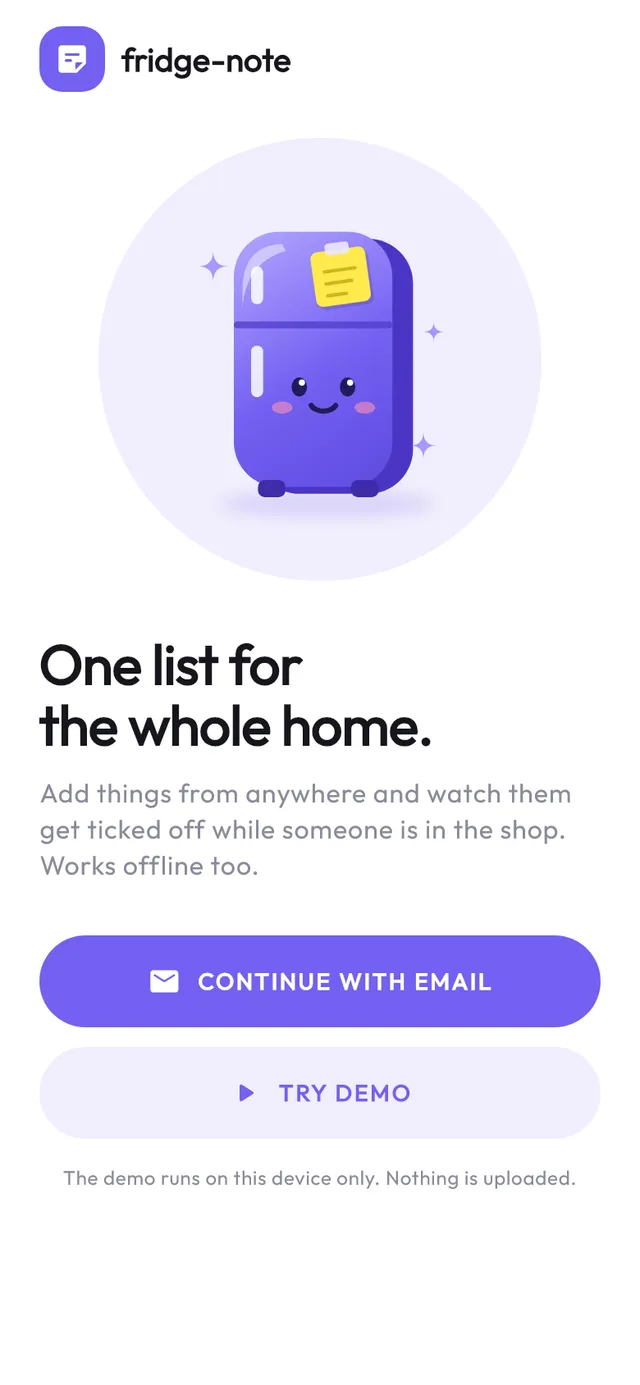 fridge-note
One list for
the whole home.
Add things from anywhere and watch them
get ticked off while someone is in the shop.
Works offline too.
CONTINUE WITH EMAIL
TRY DEMO
The demo runs on this device only. Nothing is uploaded.